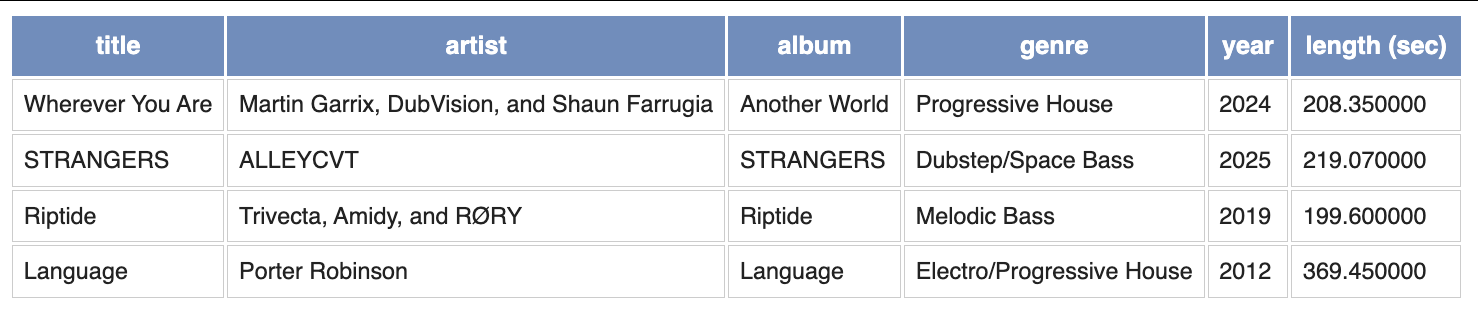 title artist album genre year length (sec)
Wherever You Are Martin Garrix, DubVision, and Shaun Farrugia Another World Progressive House 2024 208.350000
STRANGERS ALLEYCVT STRANGERS Dubstep/Space Bass 2025 219.070000
Riptide Trivecta, Amidy, and RØRY Riptide Melodic Bass 2019 199.600000
Language Porter Robinson Language Electro/Progressive House 2012 369.450000